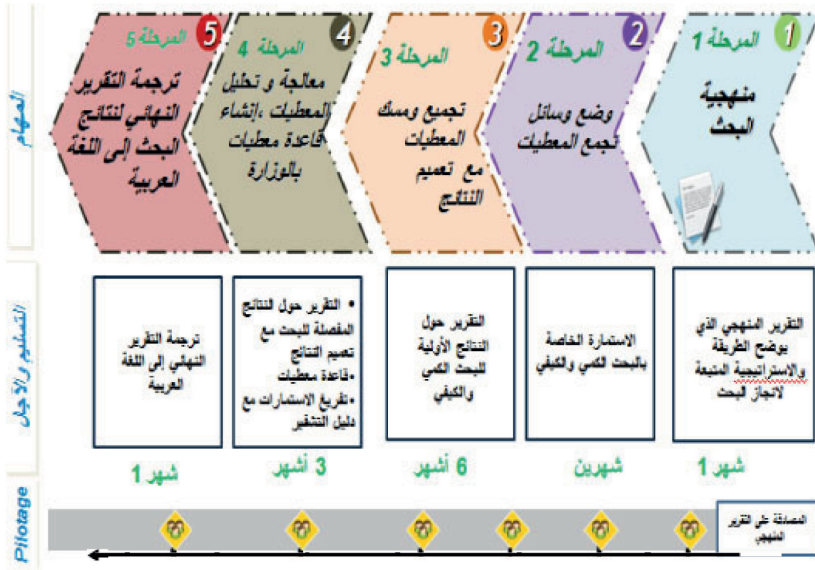 المهام
1
المرحلة 1
منهجية
البحث
2
المرحلة 2
وضع وسائل
تجمع المعطيات
3
المرحلة 3
تجميع ومسك
المعطيات
مع تعميم
النتائج
4
المرحلة 4
معالجة و تحليل
المعطيات ،إنشاء
قاعدة معطيات
بالوزارة
5
المرحلة 5
ترجمة التقرير
النهائي لنتائج
البحث إلى اللغة
العربية
التسليم والآجال
التقرير المنهجي الذي
يوضح الطريقة
والاستراتيجية المتبعة
لانجاز البحث
شهر 1
الاستمارة الخاصة
بالبحث الكمي والكيفي
شهرين
التقرير حول
النتائج الأولية
للبحث الكمي
والكيفي
6 أشهر
• التقرير حول النتائج
المفصلة للبحث مع
تعميم النتائج
•قاعدة معطيات
•تفريغ الاستمارات مع
دليل التشفير
3 أشهر
ترجمة التقرير
النهائي إلى اللغة
العربية
شهر 1
Pilotage
المصادقة على التقرير
المنهجي